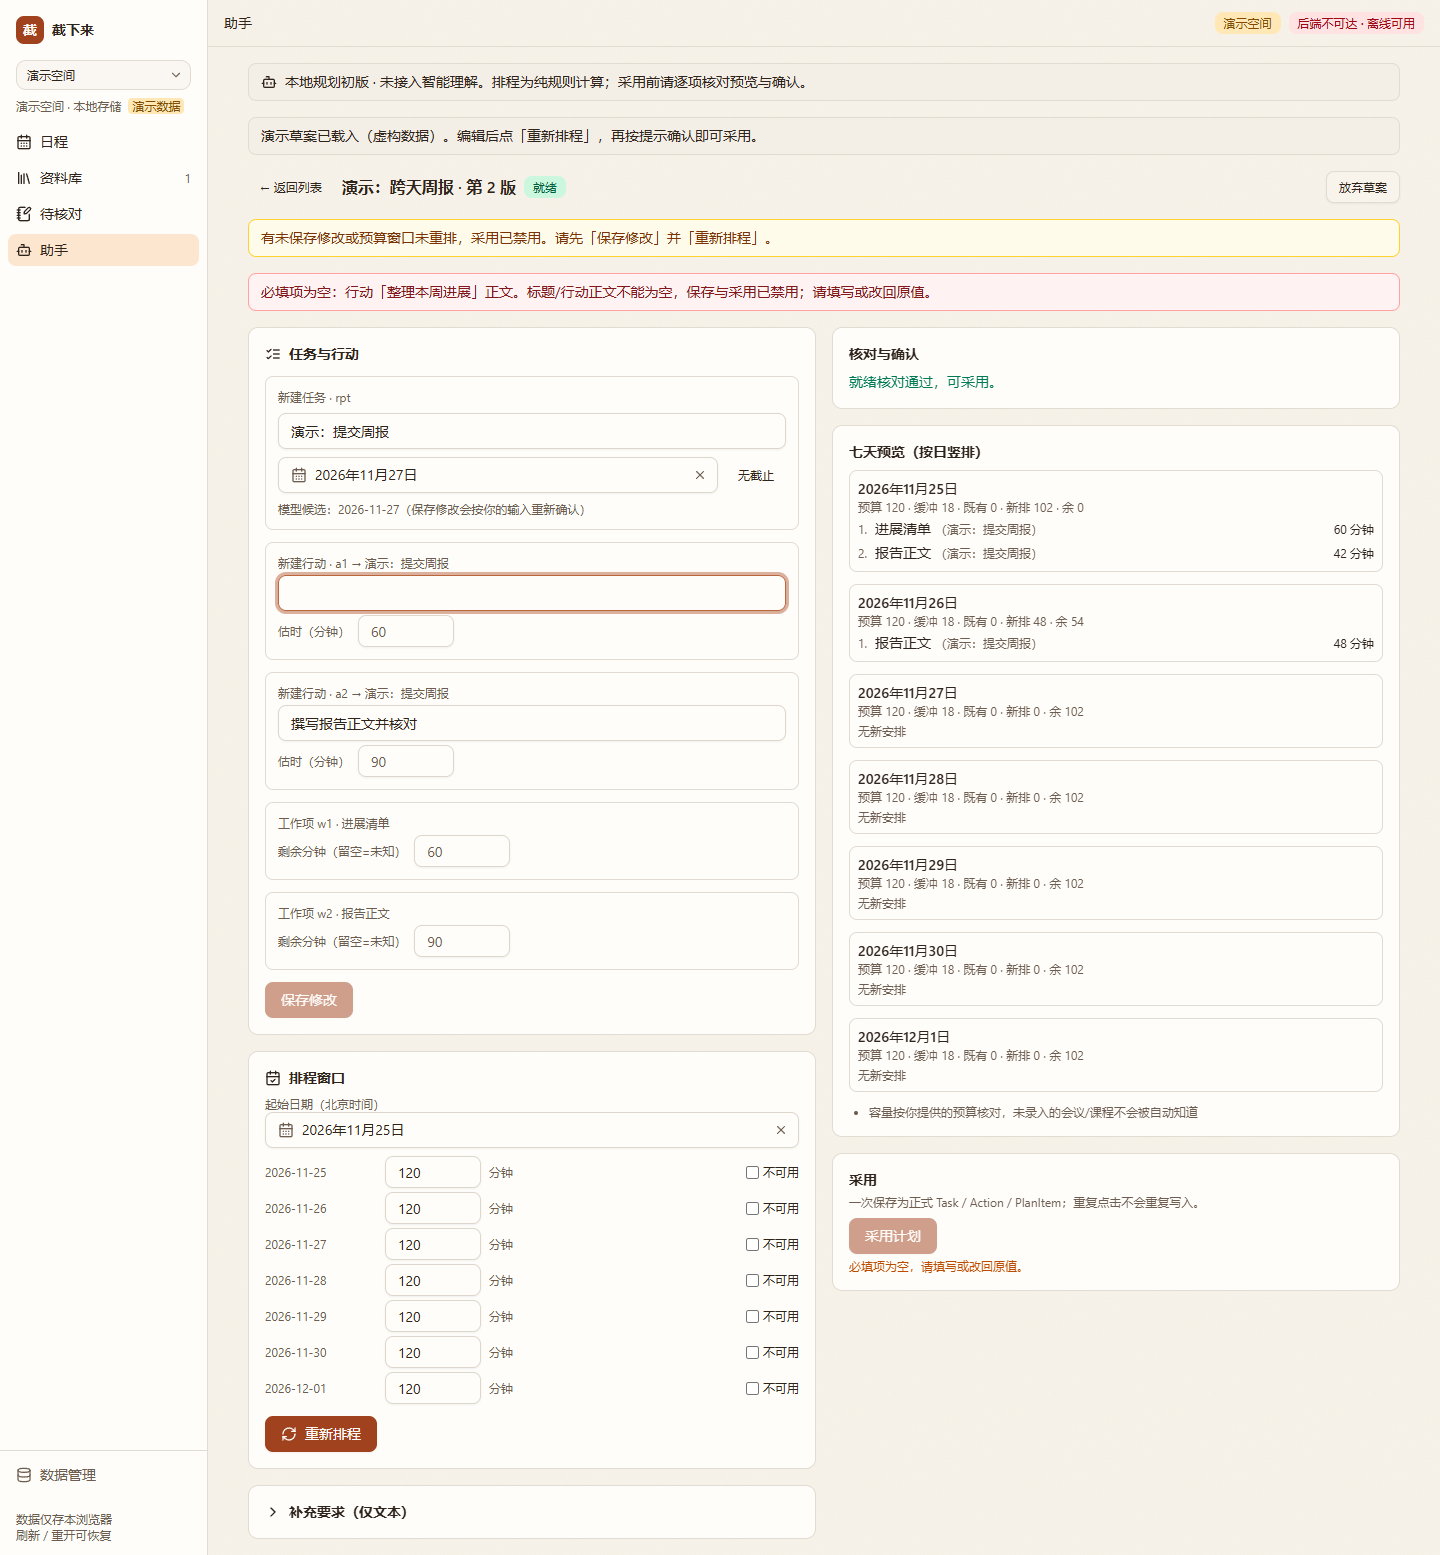 截 截下来
演示空间
演示空间 · 本地存储 演示数据
日程
资料库 1
待核对
助手
数据管理
数据仅存本浏览器
刷新 / 重开可恢复
助手
演示空间 后端不可达 · 离线可用
本地规划初版 · 未接入智能理解。排程为纯规则计算；采用前请逐项核对预览与确认。
演示草案已载入（虚构数据）。编辑后点「重新排程」，再按提示确认即可采用。
← 返回列表 演示：跨天周报 · 第 2 版 就绪 放弃草案
有未保存修改或预算窗口未重排，采用已禁用。请先「保存修改」并「重新排程」。
必填项为空：行动「整理本周进展」正文。标题/行动正文不能为空，保存与采用已禁用；请填写或改回原值。
任务与行动
新建任务 · rpt
演示：提交周报
2026年11月27日 × 无截止
模型候选：2026-11-27（保存修改会按你的输入重新确认）
新建行动 · a1 → 演示：提交周报
估时（分钟） 60
新建行动 · a2 → 演示：提交周报
撰写报告正文并核对
估时（分钟） 90
工作项 w1 · 进展清单
剩余分钟（留空=未知） 60
工作项 w2 · 报告正文
剩余分钟（留空=未知） 90
保存修改
排程窗口
起始日期（北京时间）
2026年11月25日 ×
2026-11-25 120 分钟 不可用
2026-11-26 120 分钟 不可用
2026-11-27 120 分钟 不可用
2026-11-28 120 分钟 不可用
2026-11-29 120 分钟 不可用
2026-11-30 120 分钟 不可用
2026-12-01 120 分钟 不可用
重新排程
补充要求（仅文本）
核对与确认
就绪核对通过，可采用。
七天预览（按日竖排）
2026年11月25日
预算 120 · 缓冲 18 · 既有 0 · 新排 102 · 余 0
1. 进展清单 （演示：提交周报） 60 分钟
2. 报告正文 （演示：提交周报） 42 分钟
2026年11月26日
预算 120 · 缓冲 18 · 既有 0 · 新排 48 · 余 54
1. 报告正文 （演示：提交周报） 48 分钟
2026年11月27日
预算 120 · 缓冲 18 · 既有 0 · 新排 0 · 余 102
无新安排
2026年11月28日
预算 120 · 缓冲 18 · 既有 0 · 新排 0 · 余 102
无新安排
2026年11月29日
预算 120 · 缓冲 18 · 既有 0 · 新排 0 · 余 102
无新安排
2026年11月30日
预算 120 · 缓冲 18 · 既有 0 · 新排 0 · 余 102
无新安排
2026年12月1日
预算 120 · 缓冲 18 · 既有 0 · 新排 0 · 余 102
无新安排
• 容量按你提供的预算核对，未录入的会议/课程不会被自动知道
采用
一次保存为正式 Task / Action / PlanItem；重复点击不会重复写入。
采用计划
必填项为空，请填写或改回原值。